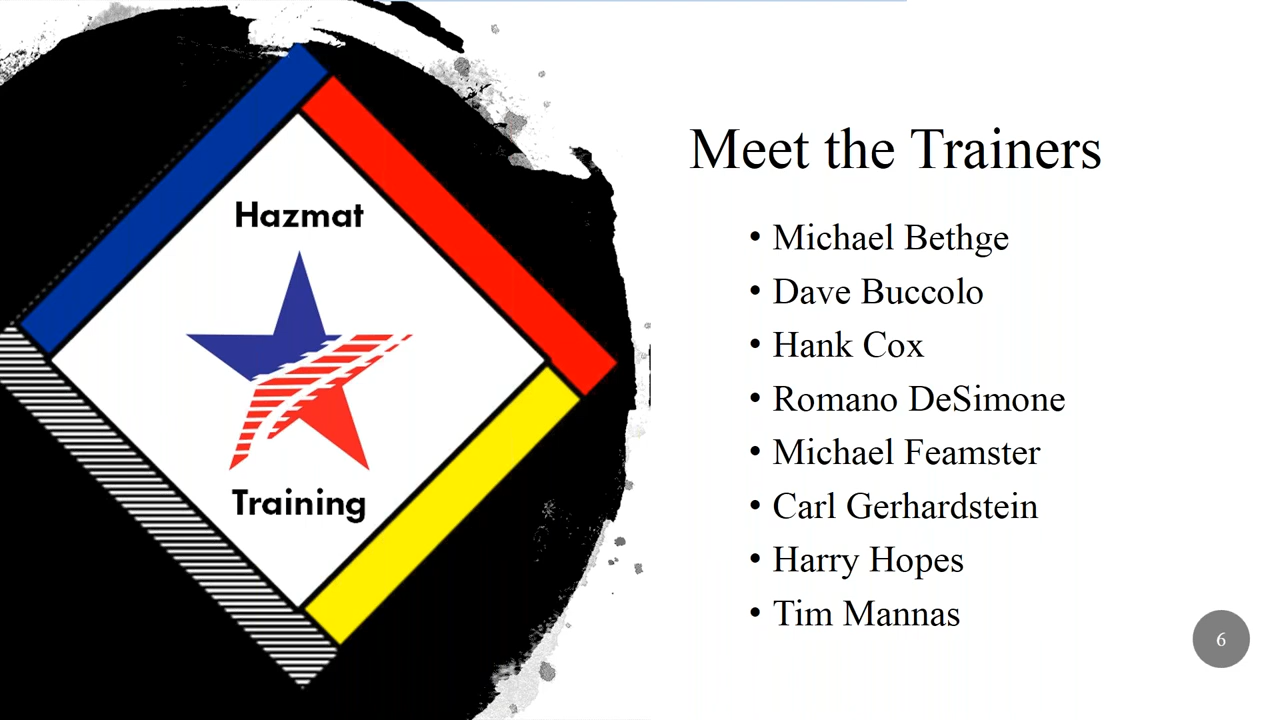 Hazmat
Training
Meet the Trainers
• Michael Bethge
• Dave Buccolo
• Hank Cox
• Romano DeSimone
• Michael Feamster
• Carl Gerhardstein
• Harry Hopes
• Tim Mannas
6